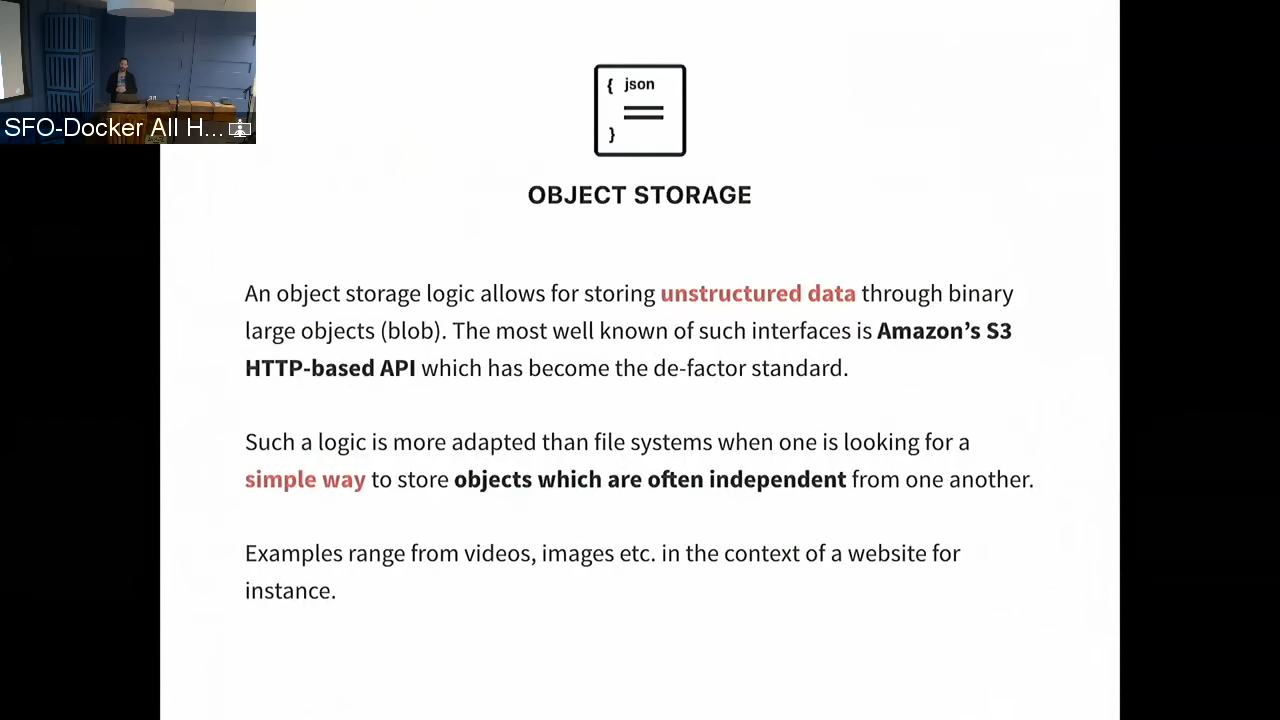 SFO-Docker All H...
{ json
}
OBJECT STORAGE
An object storage logic allows for storing unstructured data through binary
large objects (blob). The most well known of such interfaces is Amazon’s S3
HTTP-based API which has become the de-factor standard.
Such a logic is more adapted than file systems when one is looking for a
simple way to store objects which are often independent from one another.
Examples range from videos, images etc. in the context of a website for
instance.